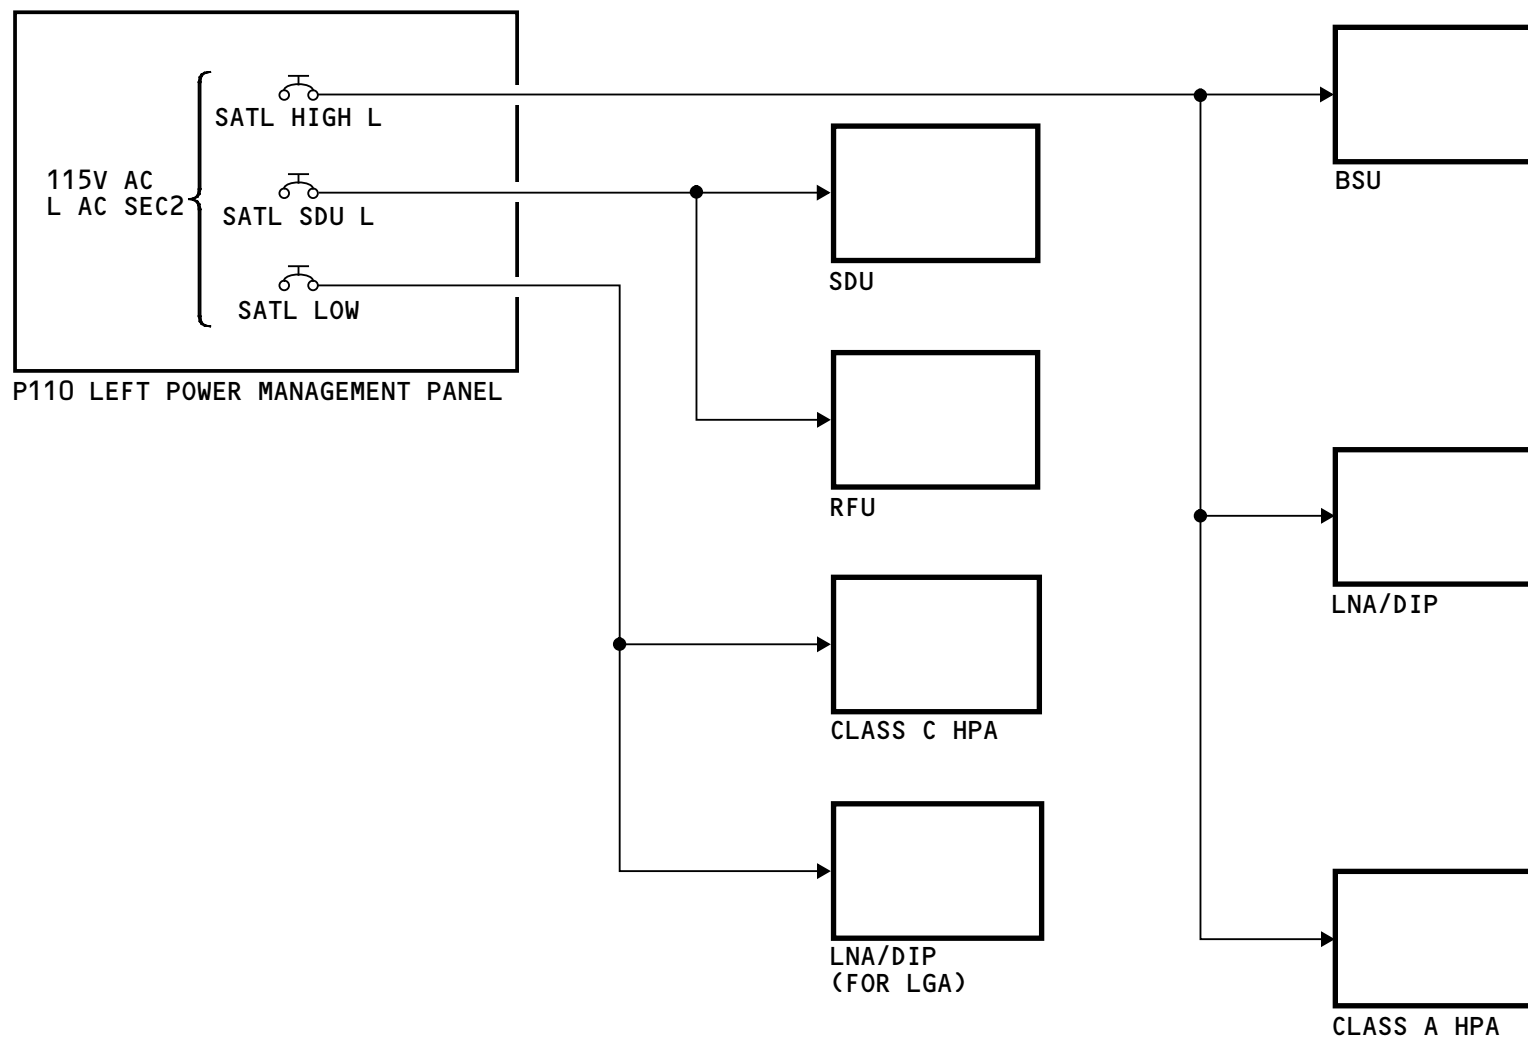 SATL HIGH L
115V AC
L AC SEC2
SATL SDU L
SATL LOW
P110 LEFT POWER MANAGEMENT PANEL
SDU
RFU
CLASS C HPA
LNA/DIP
(FOR LGA)
BSU
LNA/DIP
CLASS A HPA